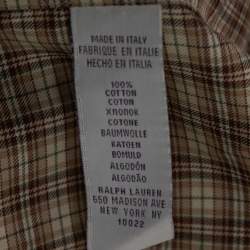 MADE IN ITALY
FABRIQUE EN ITALIE
HECHO EN ITALIA
100%
COTTON
COTON
ХЛОПОК
COTONE
BAUMWOLLE
KATOEN
BOMULD
ALGODÓN
ALGODÃO
RALPH LAUREN
650 MADISON AVE
NEW YORK NY
10022